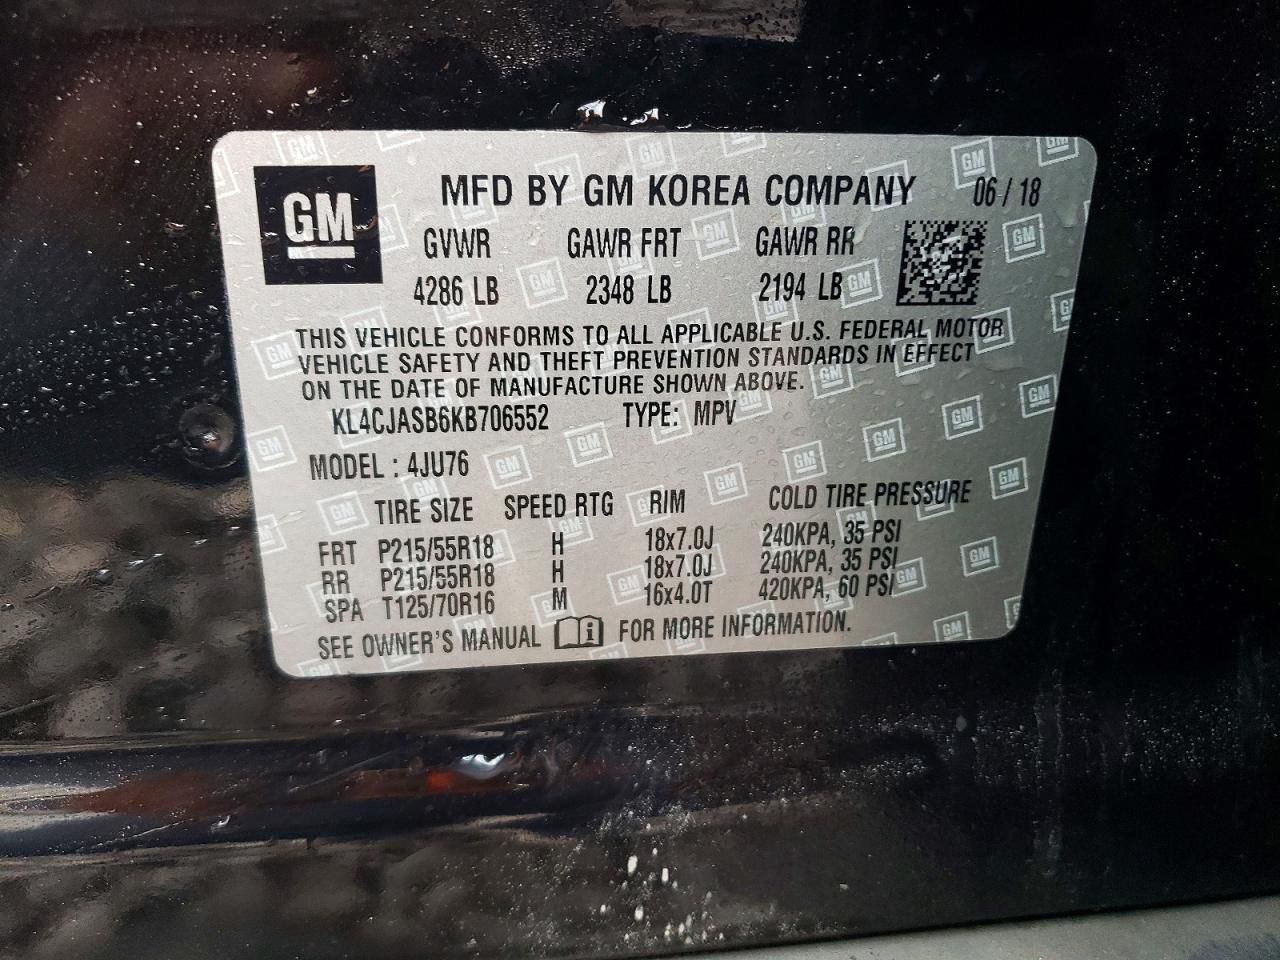 GM
MFD BY GM KOREA COMPANY 06 / 18
GVWR GAWR FRT GAWR RR
4286 LB 2348 LB 2194 LB
THIS VEHICLE CONFORMS TO ALL APPLICABLE U.S. FEDERAL MOTOR
VEHICLE SAFETY AND THEFT PREVENTION STANDARDS IN EFFECT
ON THE DATE OF MANUFACTURE SHOWN ABOVE.
KL4CJASB6KB706552 TYPE: MPV
MODEL : 4JU76
TIRE SIZE SPEED RTG RIM COLD TIRE PRESSURE
FRT P215/55R18 H 18x7.0J 240KPA, 35 PSI
RR P215/55R18 H 18x7.0J 240KPA, 35 PSI
SPA T125/70R16 M 16x4.0T 420KPA, 60 PSI
SEE OWNER'S MANUAL i FOR MORE INFORMATION.